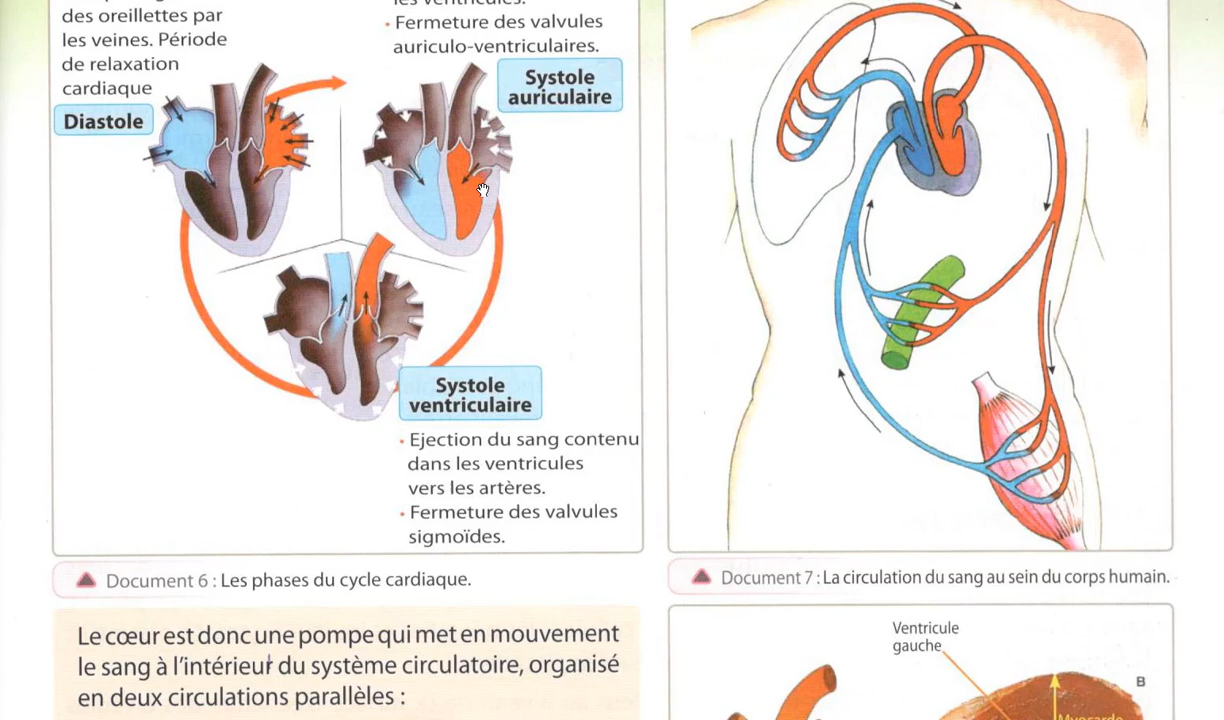 des oreillettes par
les veines. Période
de relaxation
cardiaque
Diastole
les ventricules.
• Fermeture des valvules
auriculo-ventriculaires.
Systole
auriculaire
Systole
ventriculaire
• Ejection du sang contenu
dans les ventricules
vers les artères.
• Fermeture des valvules
sigmoïdes.
Document 6 : Les phases du cycle cardiaque.
Document 7 : La circulation du sang au sein du corps humain.
Le cœur est donc une pompe qui met en mouvement
le sang à l'intérieur du système circulatoire, organisé
en deux circulations parallèles :
Ventricule
gauche
B
Myocarde